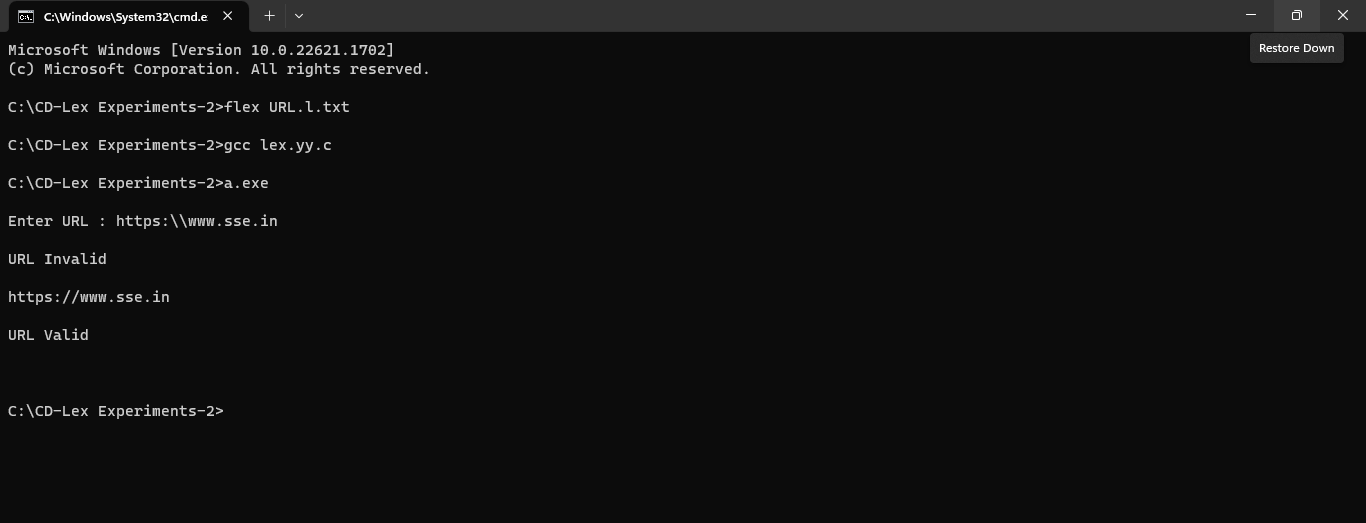 C:\Windows\System32\cmd.e
Restore Down
Microsoft Windows [Version 10.0.22621.1702]
(c) Microsoft Corporation. All rights reserved.
C:\CD-Lex Experiments-2>flex URL.l.txt
C:\CD-Lex Experiments-2>gcc lex.yy.c
C:\CD-Lex Experiments-2>a.exe
Enter URL : https:\\www.sse.in
URL Invalid
https://www.sse.in
URL Valid
C:\CD-Lex Experiments-2>